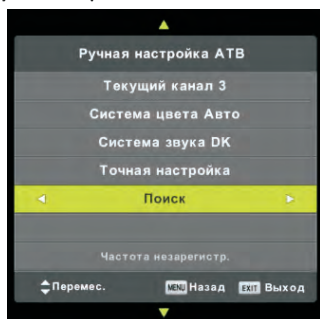 Ручная настройка АТВ
Текущий канал 3
Система цвета Авто
Система звука DK
Точная настройка
Поиск
Частота незарегистр.
Перемес. MENU Назад EXIT Выход